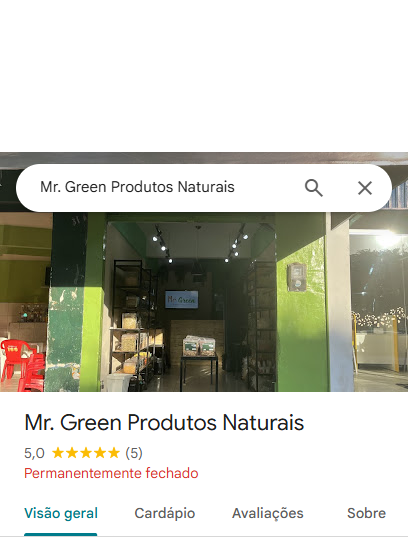 Mr. Green Produtos Naturais
Mr. Green
Mr. Green Produtos Naturais
5,0 (5)
Permanentemente fechado
Visão geral Cardápio Avaliações Sobre